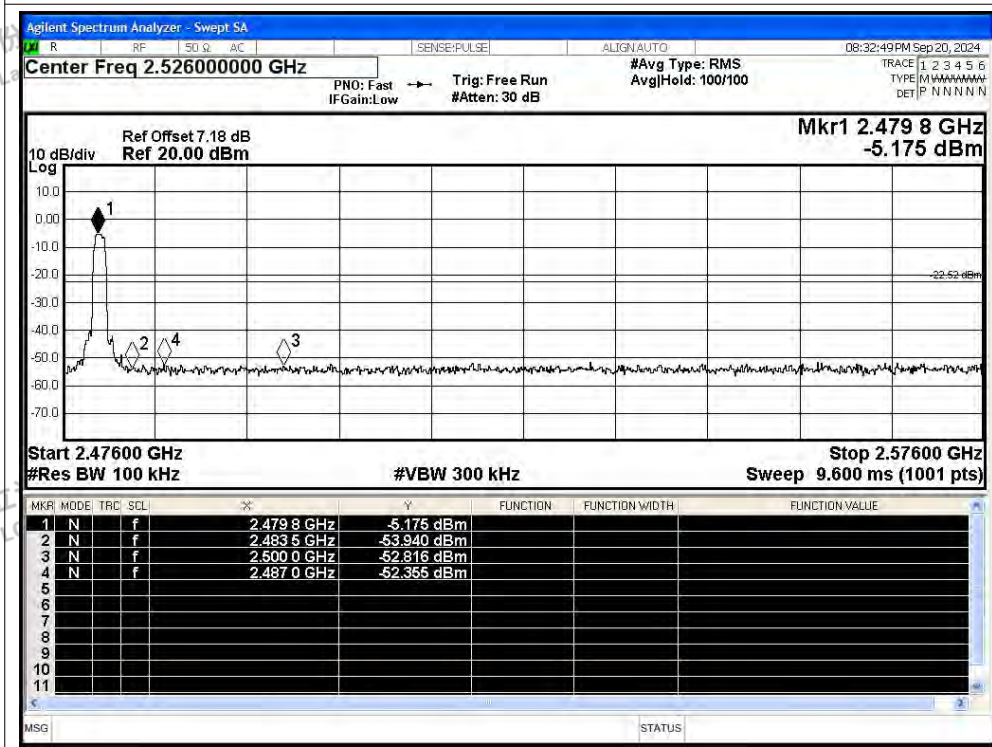 Agilent Spectrum Analyzer - Swept SA
R RF 50 Ω AC SENSE:PULSE ALIGN AUTO 08:32:49 PM Sep 20, 2024
Center Freq 2.526000000 GHz
PNO: Fast
IFGain:Low
Trig: Free Run
#Atten: 30 dB
#Avg Type: RMS
Avg|Hold: 100/100
TRACE 1 2 3 4 5 6
TYPE M
DET P N N N N N
Mkr1 2.479 8 GHz
-5.175 dBm
Ref Offset 7.18 dB
10 dB/div Ref 20.00 dBm
Log
10.0
0.00
-10.0
-20.0
-30.0
-40.0
-50.0
-60.0
-70.0
1
2
4
3
-22.52 dBm
Start 2.47600 GHz Stop 2.57600 GHz
#Res BW 100 kHz #VBW 300 kHz Sweep 9.600 ms (1001 pts)
MKR MODE TRC SCL X Y FUNCTION FUNCTION WIDTH FUNCTION VALUE
1 N f 2.479 8 GHz -5.175 dBm
2 N f 2.483 5 GHz -53.940 dBm
3 N f 2.500 0 GHz -52.816 dBm
4 N f 2.487 0 GHz -52.355 dBm
5
6
7
8
9
10
11
MSG STATUS